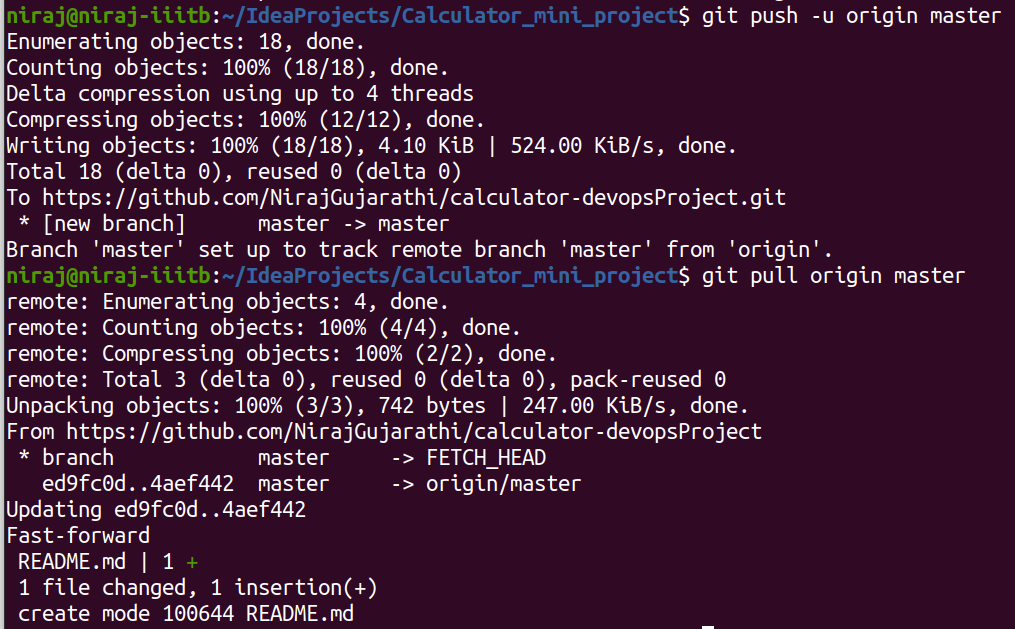 niraj@niraj-iiitb:~/IdeaProjects/Calculator_mini_project$ git push -u origin master
Enumerating objects: 18, done.
Counting objects: 100% (18/18), done.
Delta compression using up to 4 threads
Compressing objects: 100% (12/12), done.
Writing objects: 100% (18/18), 4.10 KiB | 524.00 KiB/s, done.
Total 18 (delta 0), reused 0 (delta 0)
To https://github.com/NirajGujarathi/calculator-devopsProject.git
 * [new branch]      master -> master
Branch 'master' set up to track remote branch 'master' from 'origin'.
niraj@niraj-iiitb:~/IdeaProjects/Calculator_mini_project$ git pull origin master
remote: Enumerating objects: 4, done.
remote: Counting objects: 100% (4/4), done.
remote: Compressing objects: 100% (2/2), done.
remote: Total 3 (delta 0), reused 0 (delta 0), pack-reused 0
Unpacking objects: 100% (3/3), 742 bytes | 247.00 KiB/s, done.
From https://github.com/NirajGujarathi/calculator-devopsProject
 * branch            master     -> FETCH_HEAD
   ed9fc0d..4aef442  master     -> origin/master
Updating ed9fc0d..4aef442
Fast-forward
 README.md | 1 +
 1 file changed, 1 insertion(+)
 create mode 100644 README.md